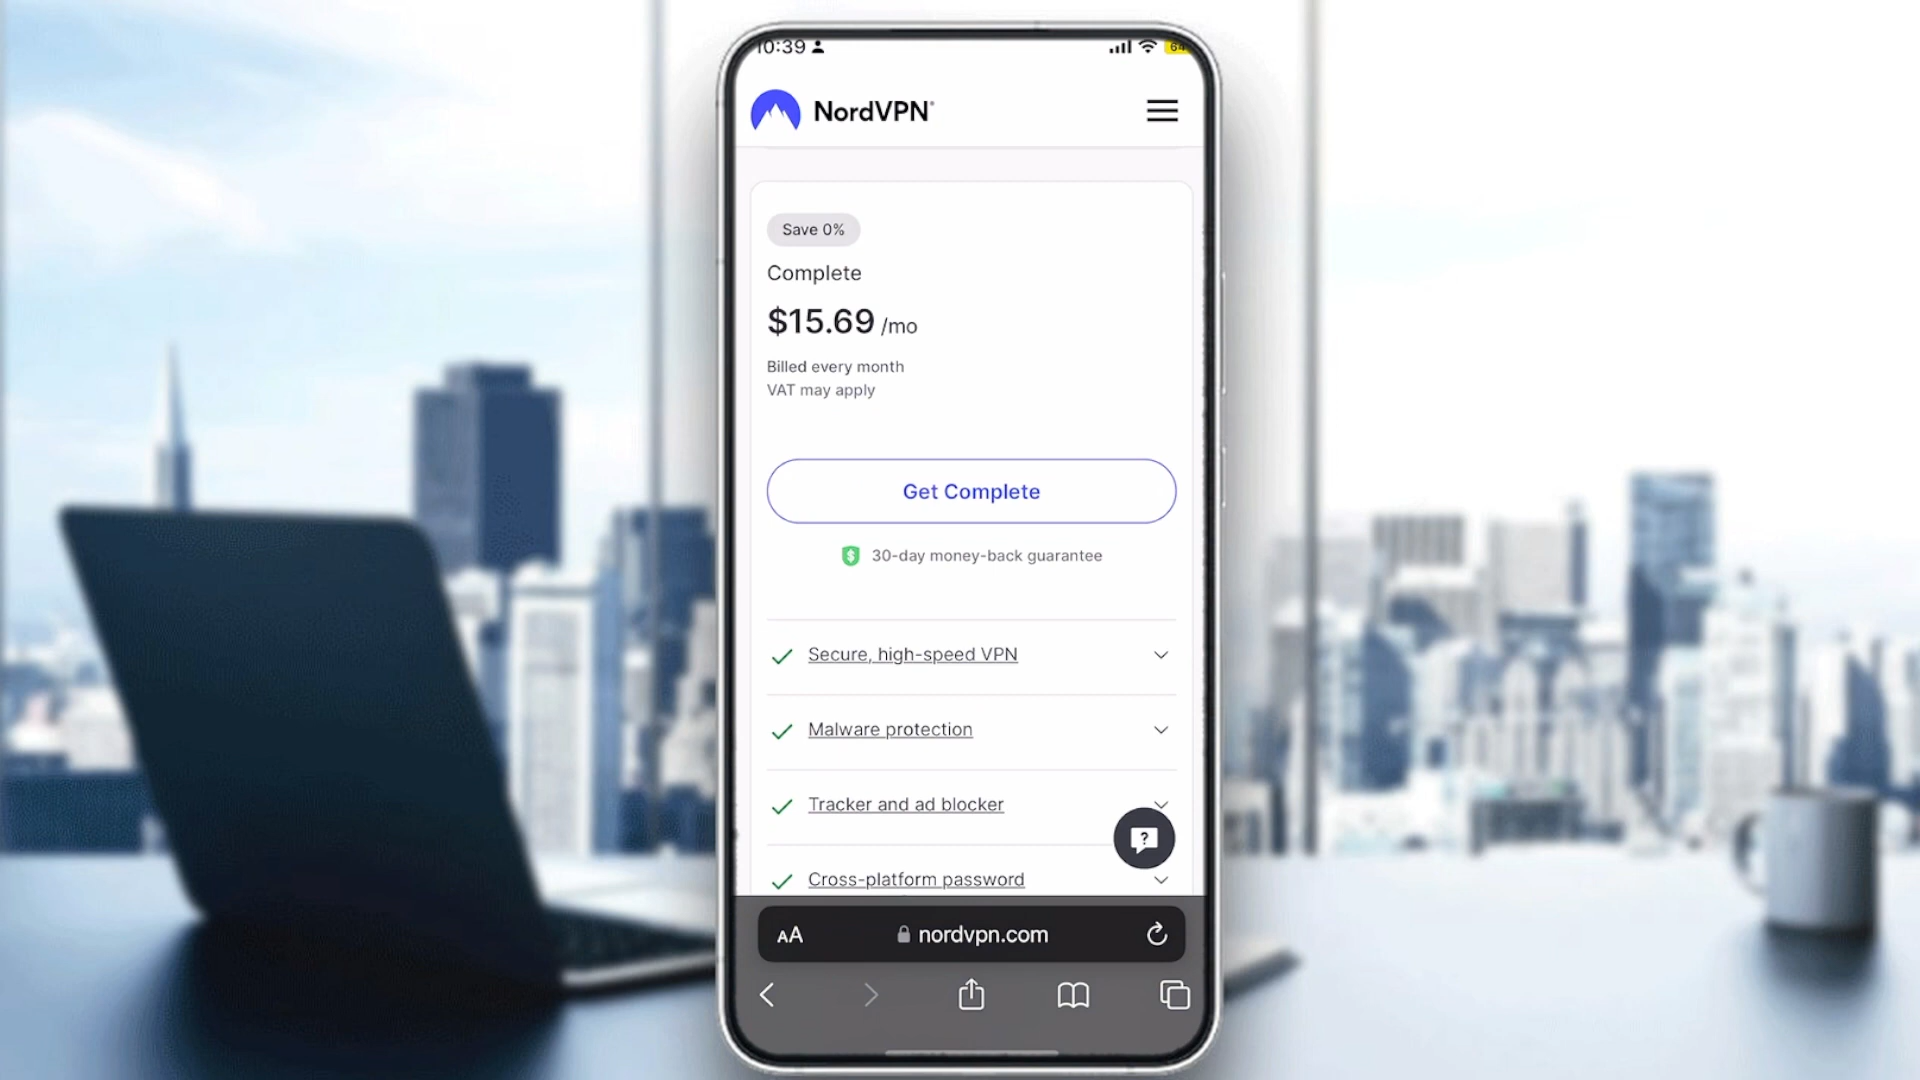 10:39
64
NordVPN®
Save 0%
Complete
$15.69 /mo
Billed every month
VAT may apply
Get Complete
$ 30-day money-back guarantee
Secure, high-speed VPN
Malware protection
Tracker and ad blocker
?
Cross-platform password
AA nordvpn.com